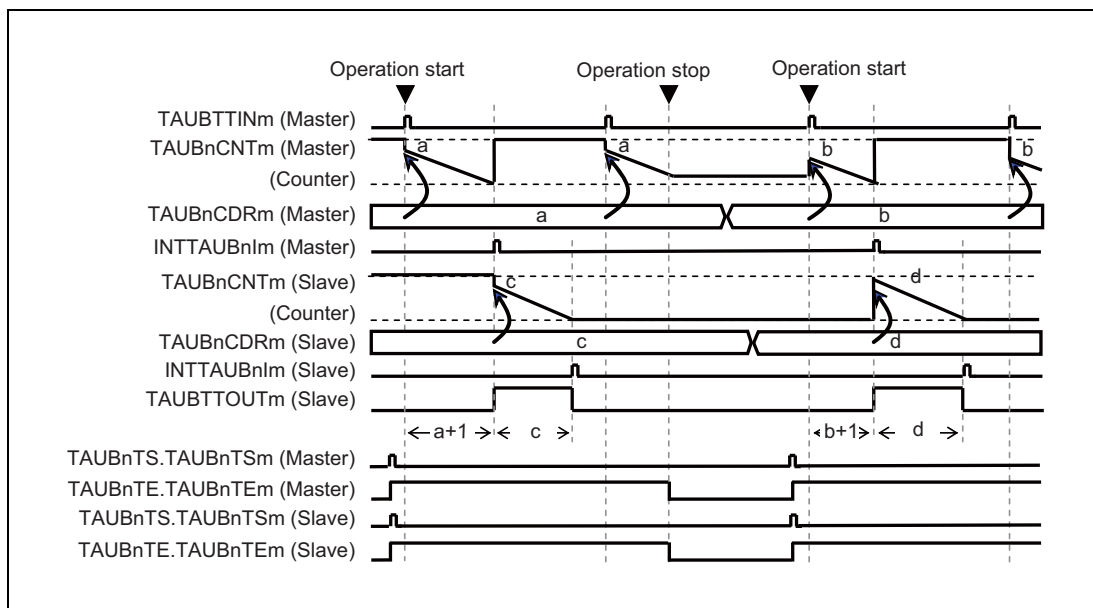 Operation start Operation stop Operation start
TAUBTTINm (Master)
TAUBnCNTm (Master) a a b b
(Counter)
TAUBnCDRm (Master) a b
INTTAUBnIm (Master)
TAUBnCNTm (Slave) c d
(Counter)
TAUBnCDRm (Slave) c d
INTTAUBnIm (Slave)
TAUBTTOUTm (Slave)
a+1 c b+1 d
TAUBnTS.TAUBnTSm (Master)
TAUBnTE.TAUBnTEm (Master)
TAUBnTS.TAUBnTSm (Slave)
TAUBnTE.TAUBnTEm (Slave)